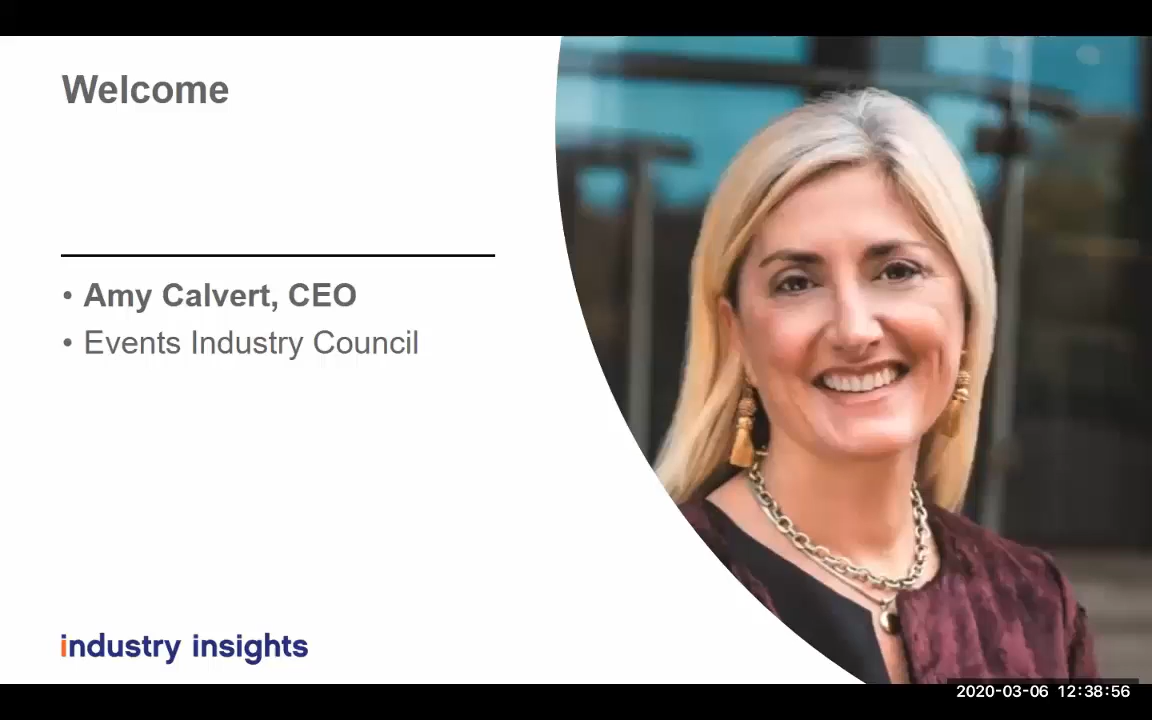 Welcome
• Amy Calvert, CEO
• Events Industry Council
industry insights
2020-03-06 12:38:56